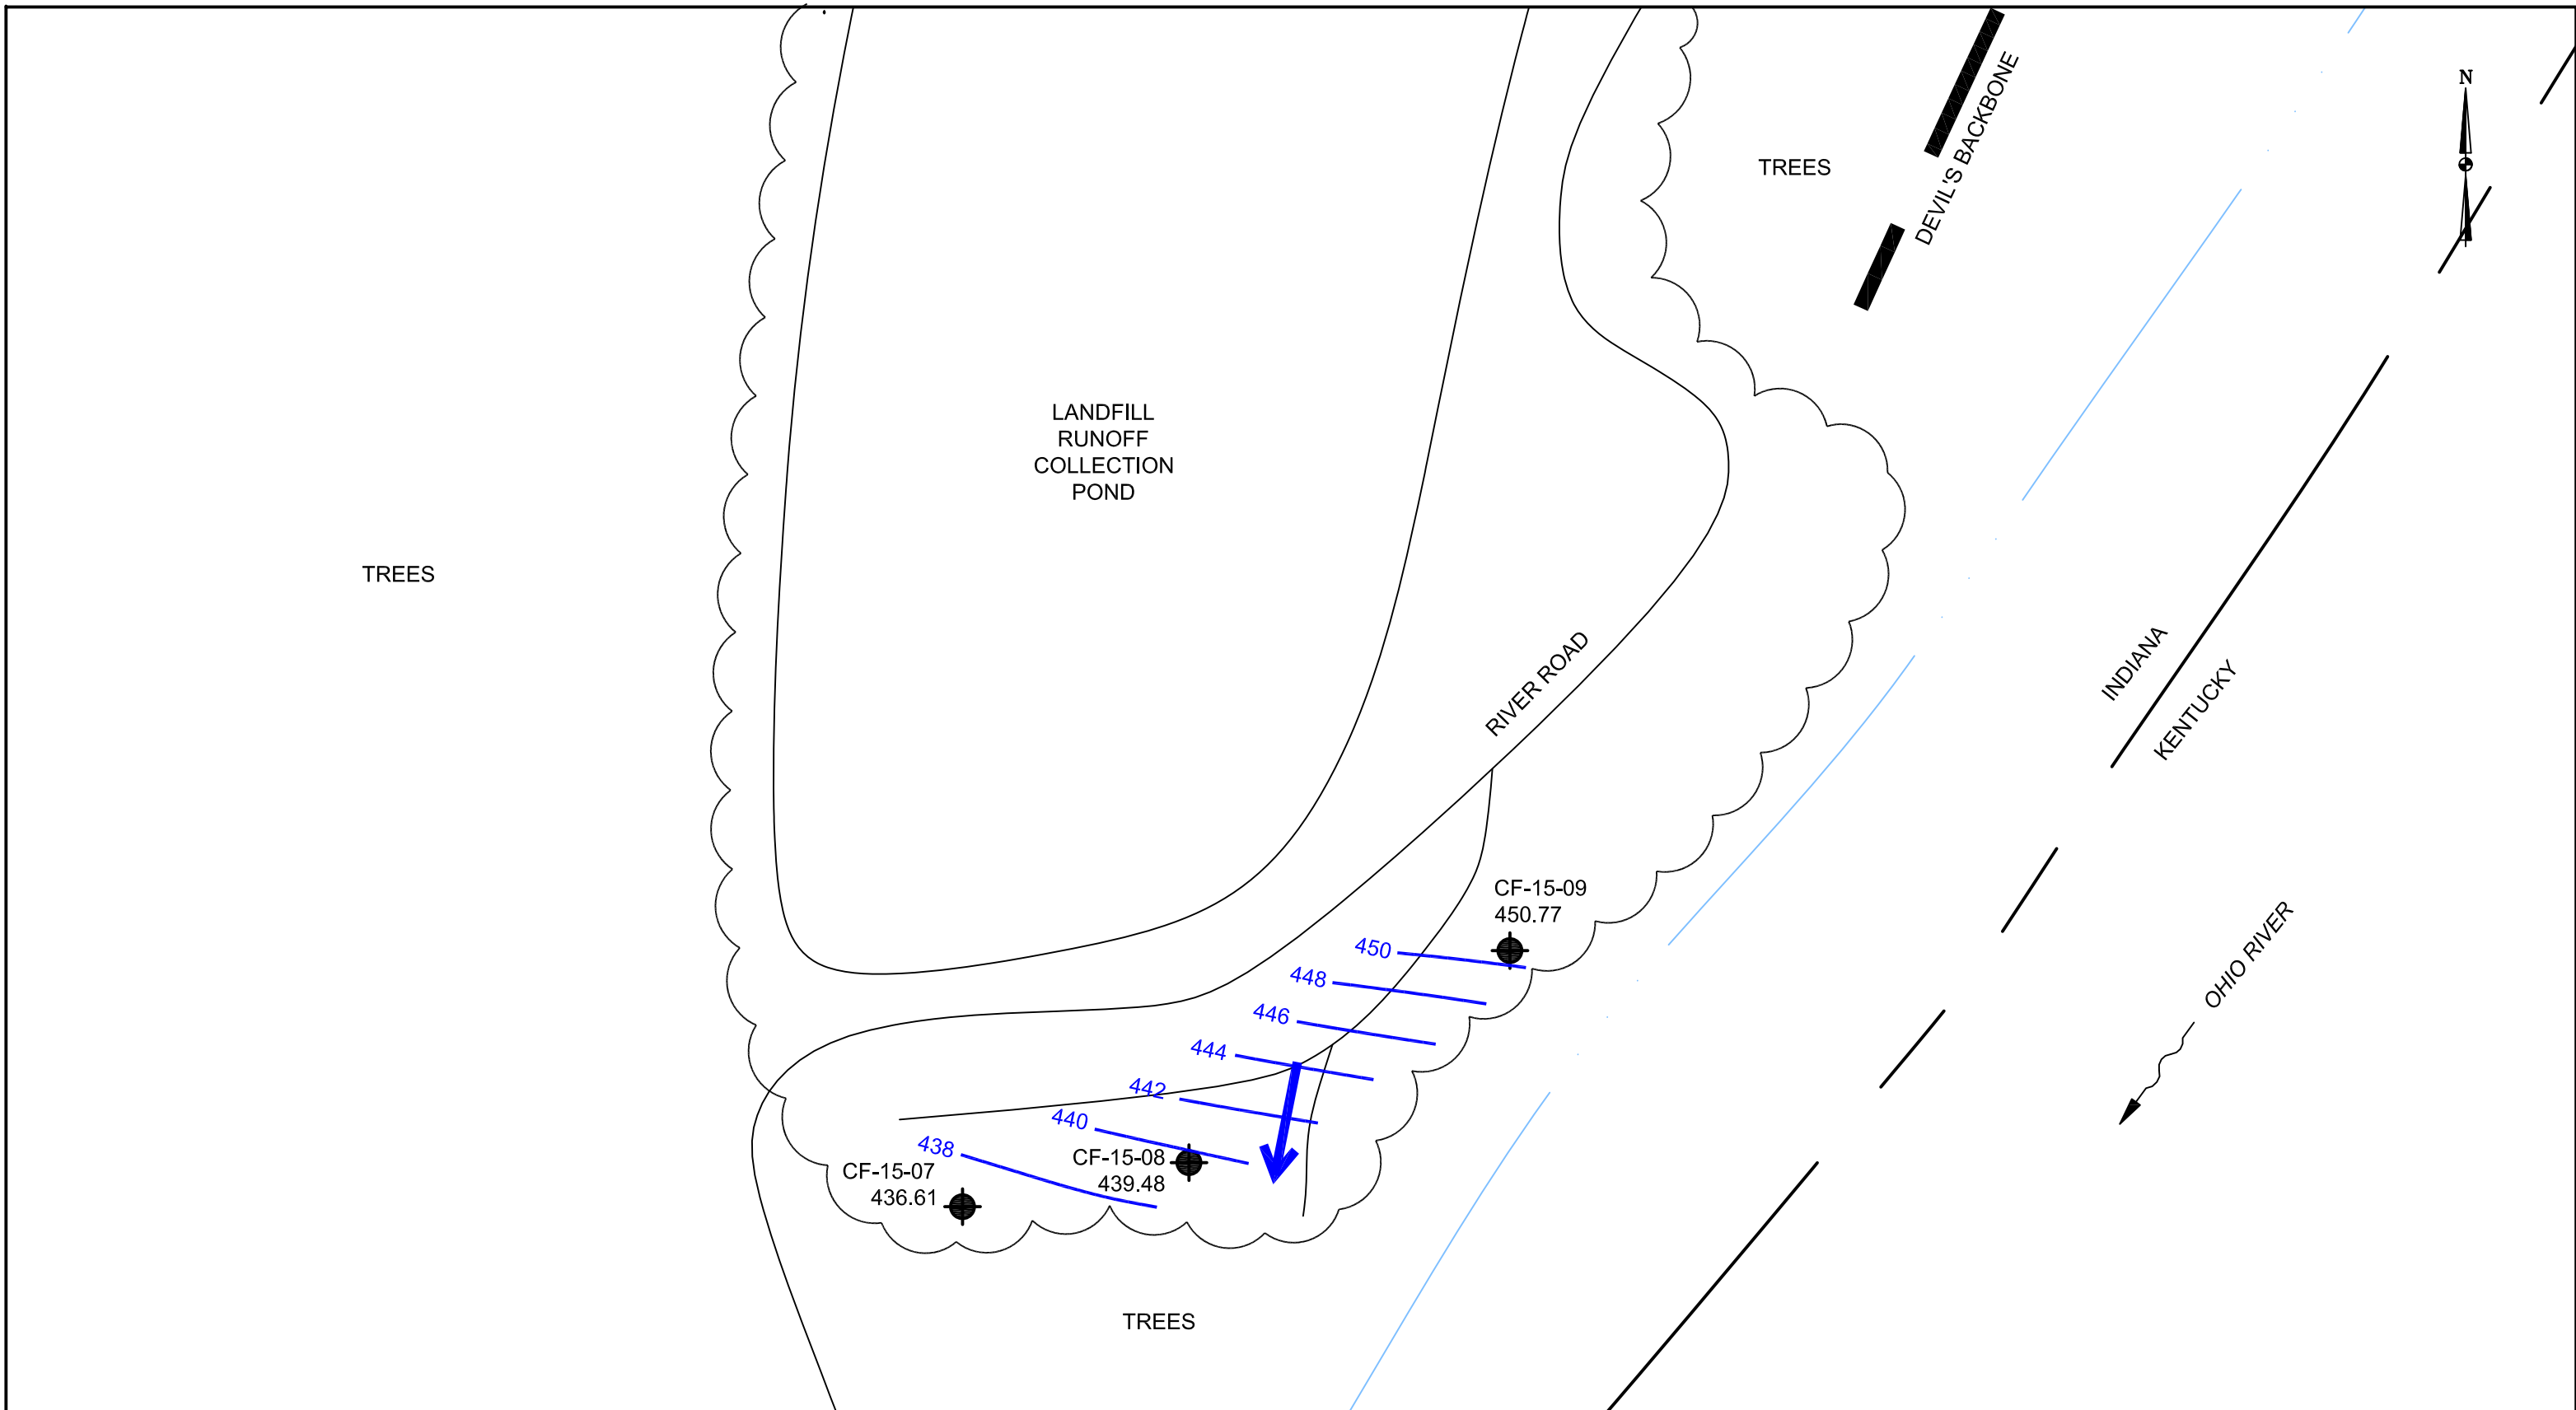 N
DEVIL'S BACKBONE
TREES
LANDFILL
RUNOFF
COLLECTION
POND
TREES
RIVER ROAD
INDIANA
KENTUCKY
CF-15-09
450.77
OHIO RIVER
450
448
446
444
442
440
438
CF-15-08
439.48
CF-15-07
436.61
TREES